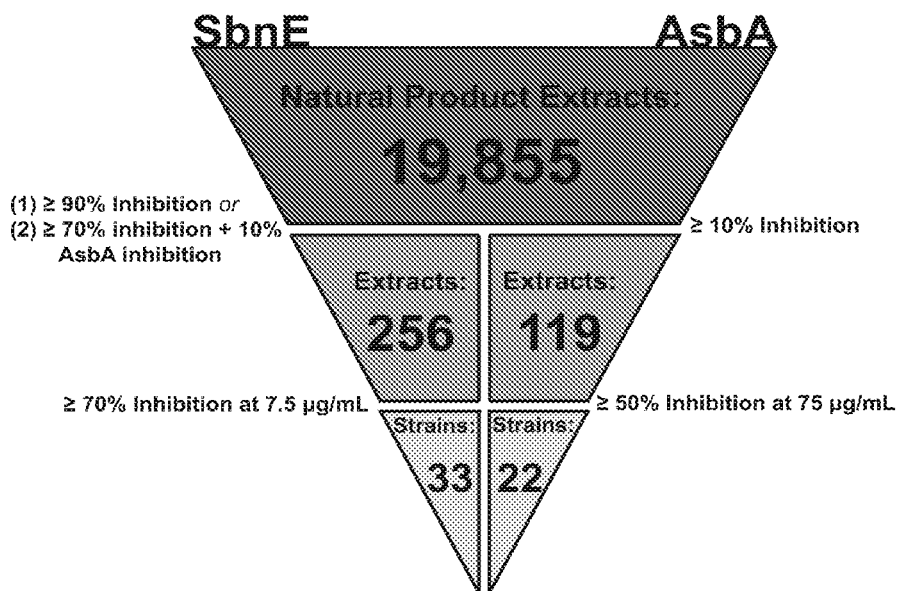 SbnE AsbA
Natural Product Extracts:
19,855
(1) ≥ 90% Inhibition or
(2) ≥ 70% inhibition + 10%
AsbA inhibition
≥ 10% Inhibition
Extracts: Extracts:
256 119
≥ 70% Inhibition at 7.5 µg/mL
≥ 50% Inhibition at 75 µg/mL
Strains: Strains:
33 22